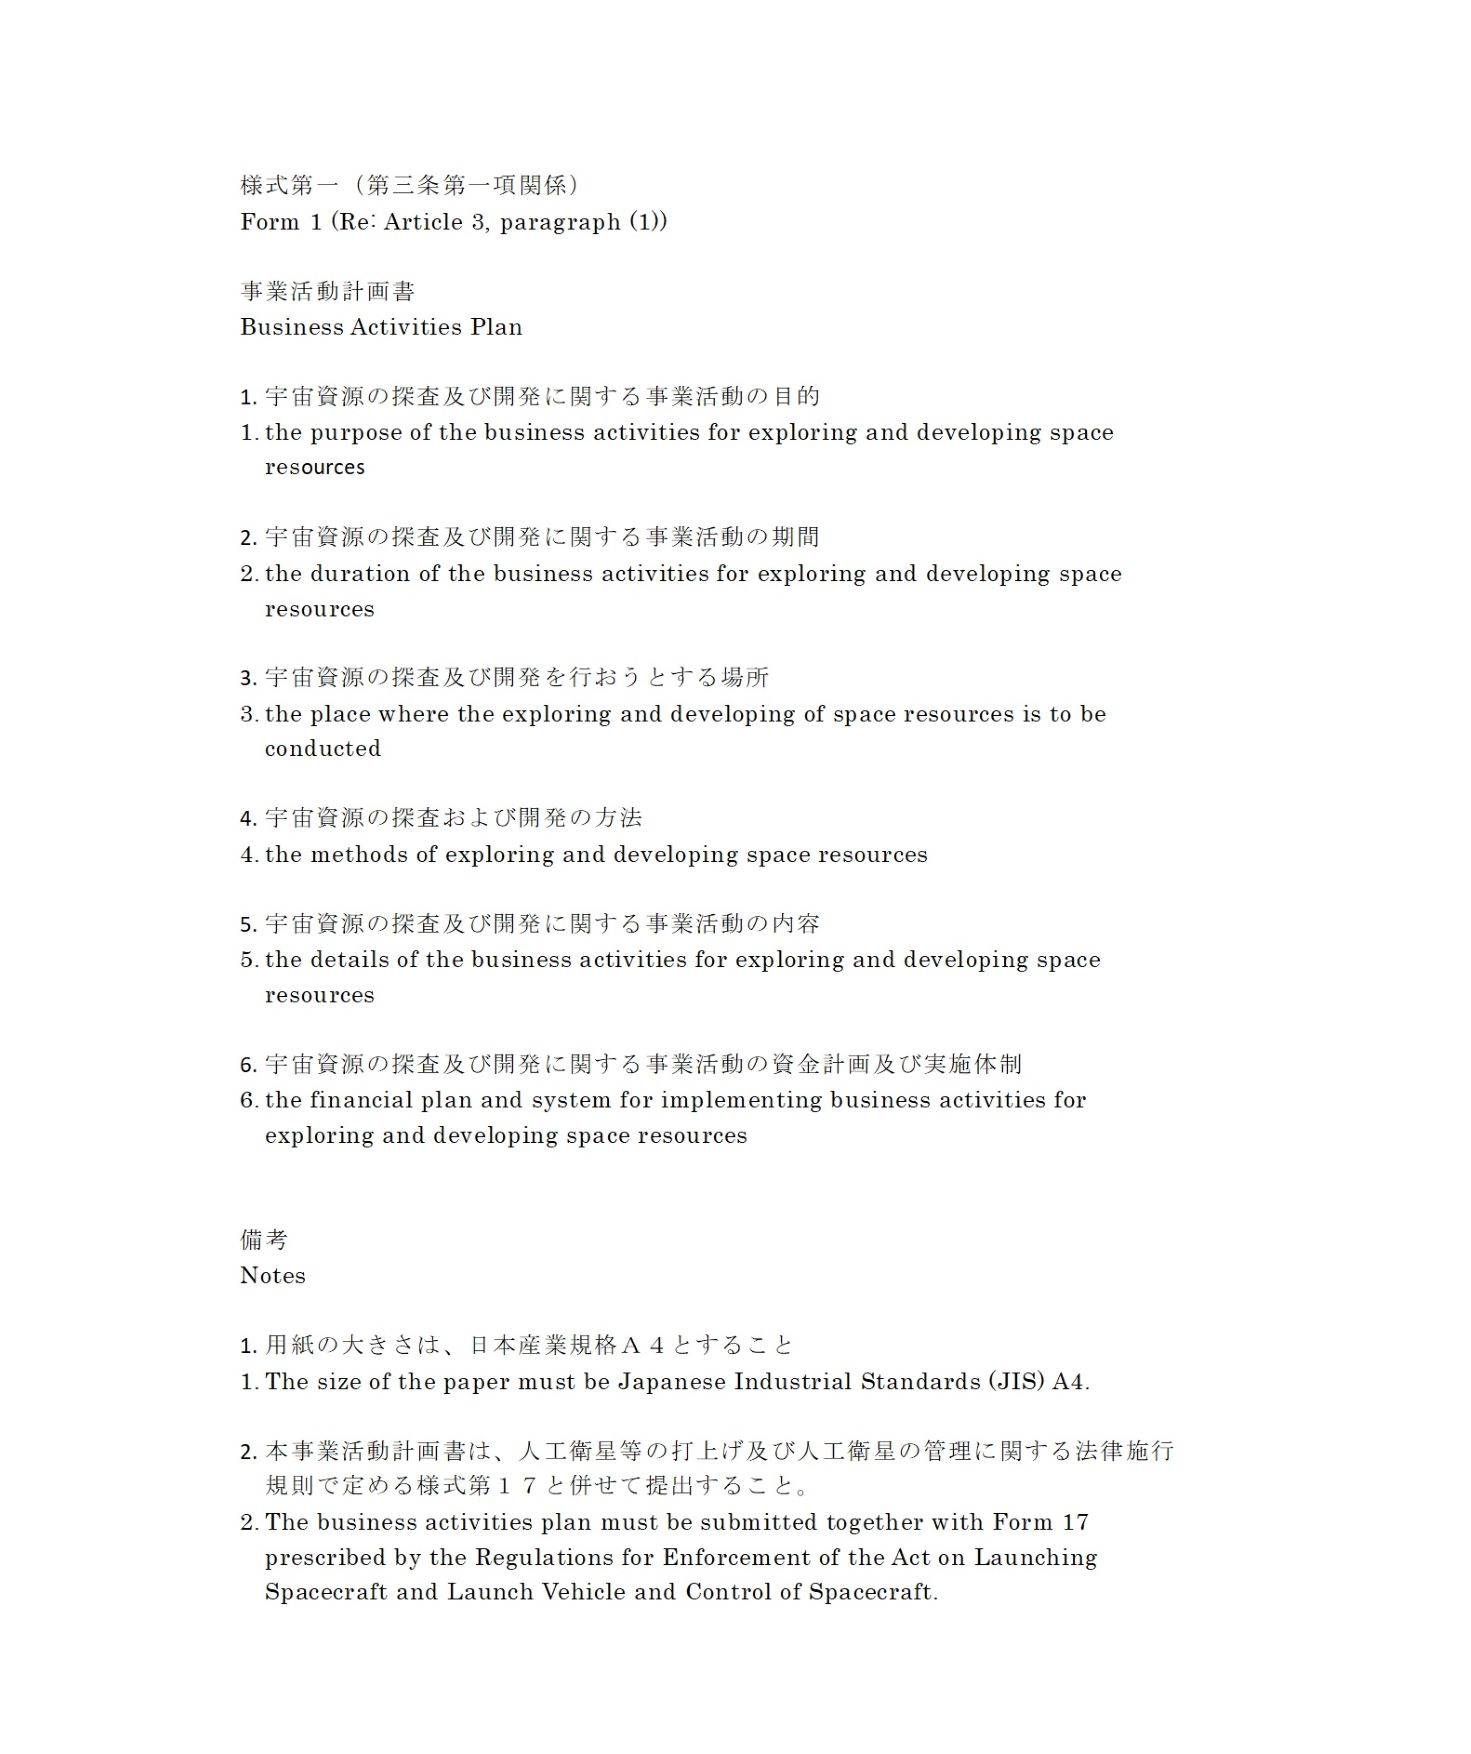 様式第一（第三条第一項関係）
Form 1 (Re: Article 3, paragraph (1))
事業活動計画書
Business Activities Plan
1. 宇宙資源の探査及び開発に関する事業活動の目的
1. the purpose of the business activities for exploring and developing space
resources
2. 宇宙資源の探査及び開発に関する事業活動の期間
2. the duration of the business activities for exploring and developing space
resources
3. 宇宙資源の探査及び開発を行おうとする場所
3. the place where the exploring and developing of space resources is to be
conducted
4. 宇宙資源の探査および開発の方法
4. the methods of exploring and developing space resources
5. 宇宙資源の探査及び開発に関する事業活動の内容
5. the details of the business activities for exploring and developing space
resources
6. 宇宙資源の探査及び開発に関する事業活動の資金計画及び実施体制
6. the financial plan and system for implementing business activities for
exploring and developing space resources
備考
Notes
1. 用紙の大きさは、日本産業規格Ａ４とすること
1. The size of the paper must be Japanese Industrial Standards (JIS) A4.
2. 本事業活動計画書は、人工衛星等の打上げ及び人工衛星の管理に関する法律施行
規則で定める様式第１７と併せて提出すること。
2. The business activities plan must be submitted together with Form 17
prescribed by the Regulations for Enforcement of the Act on Launching
Spacecraft and Launch Vehicle and Control of Spacecraft.